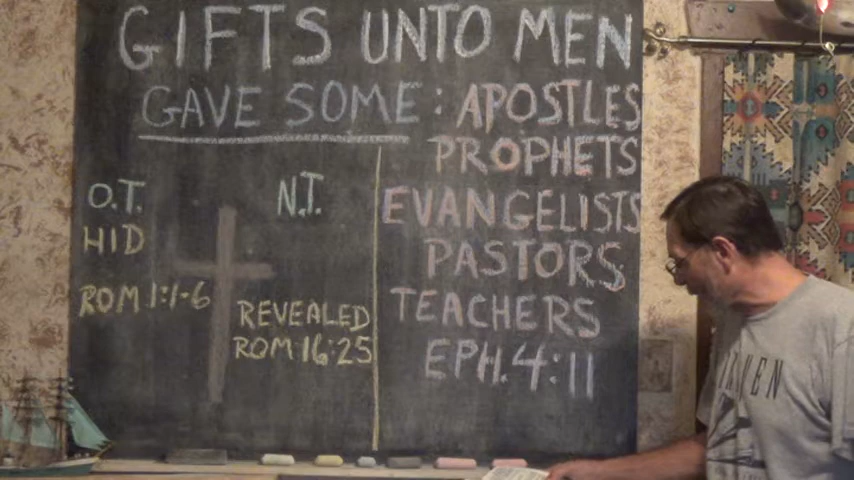 GIFTS UNTO MEN
GAVE SOME: APOSTLES
PROPHETS
EVANGELISTS
PASTORS
TEACHERS
EPH. 4:11
O.T.
HID
ROM 1:1-6
N.T.
REVEALED
ROM 16:25